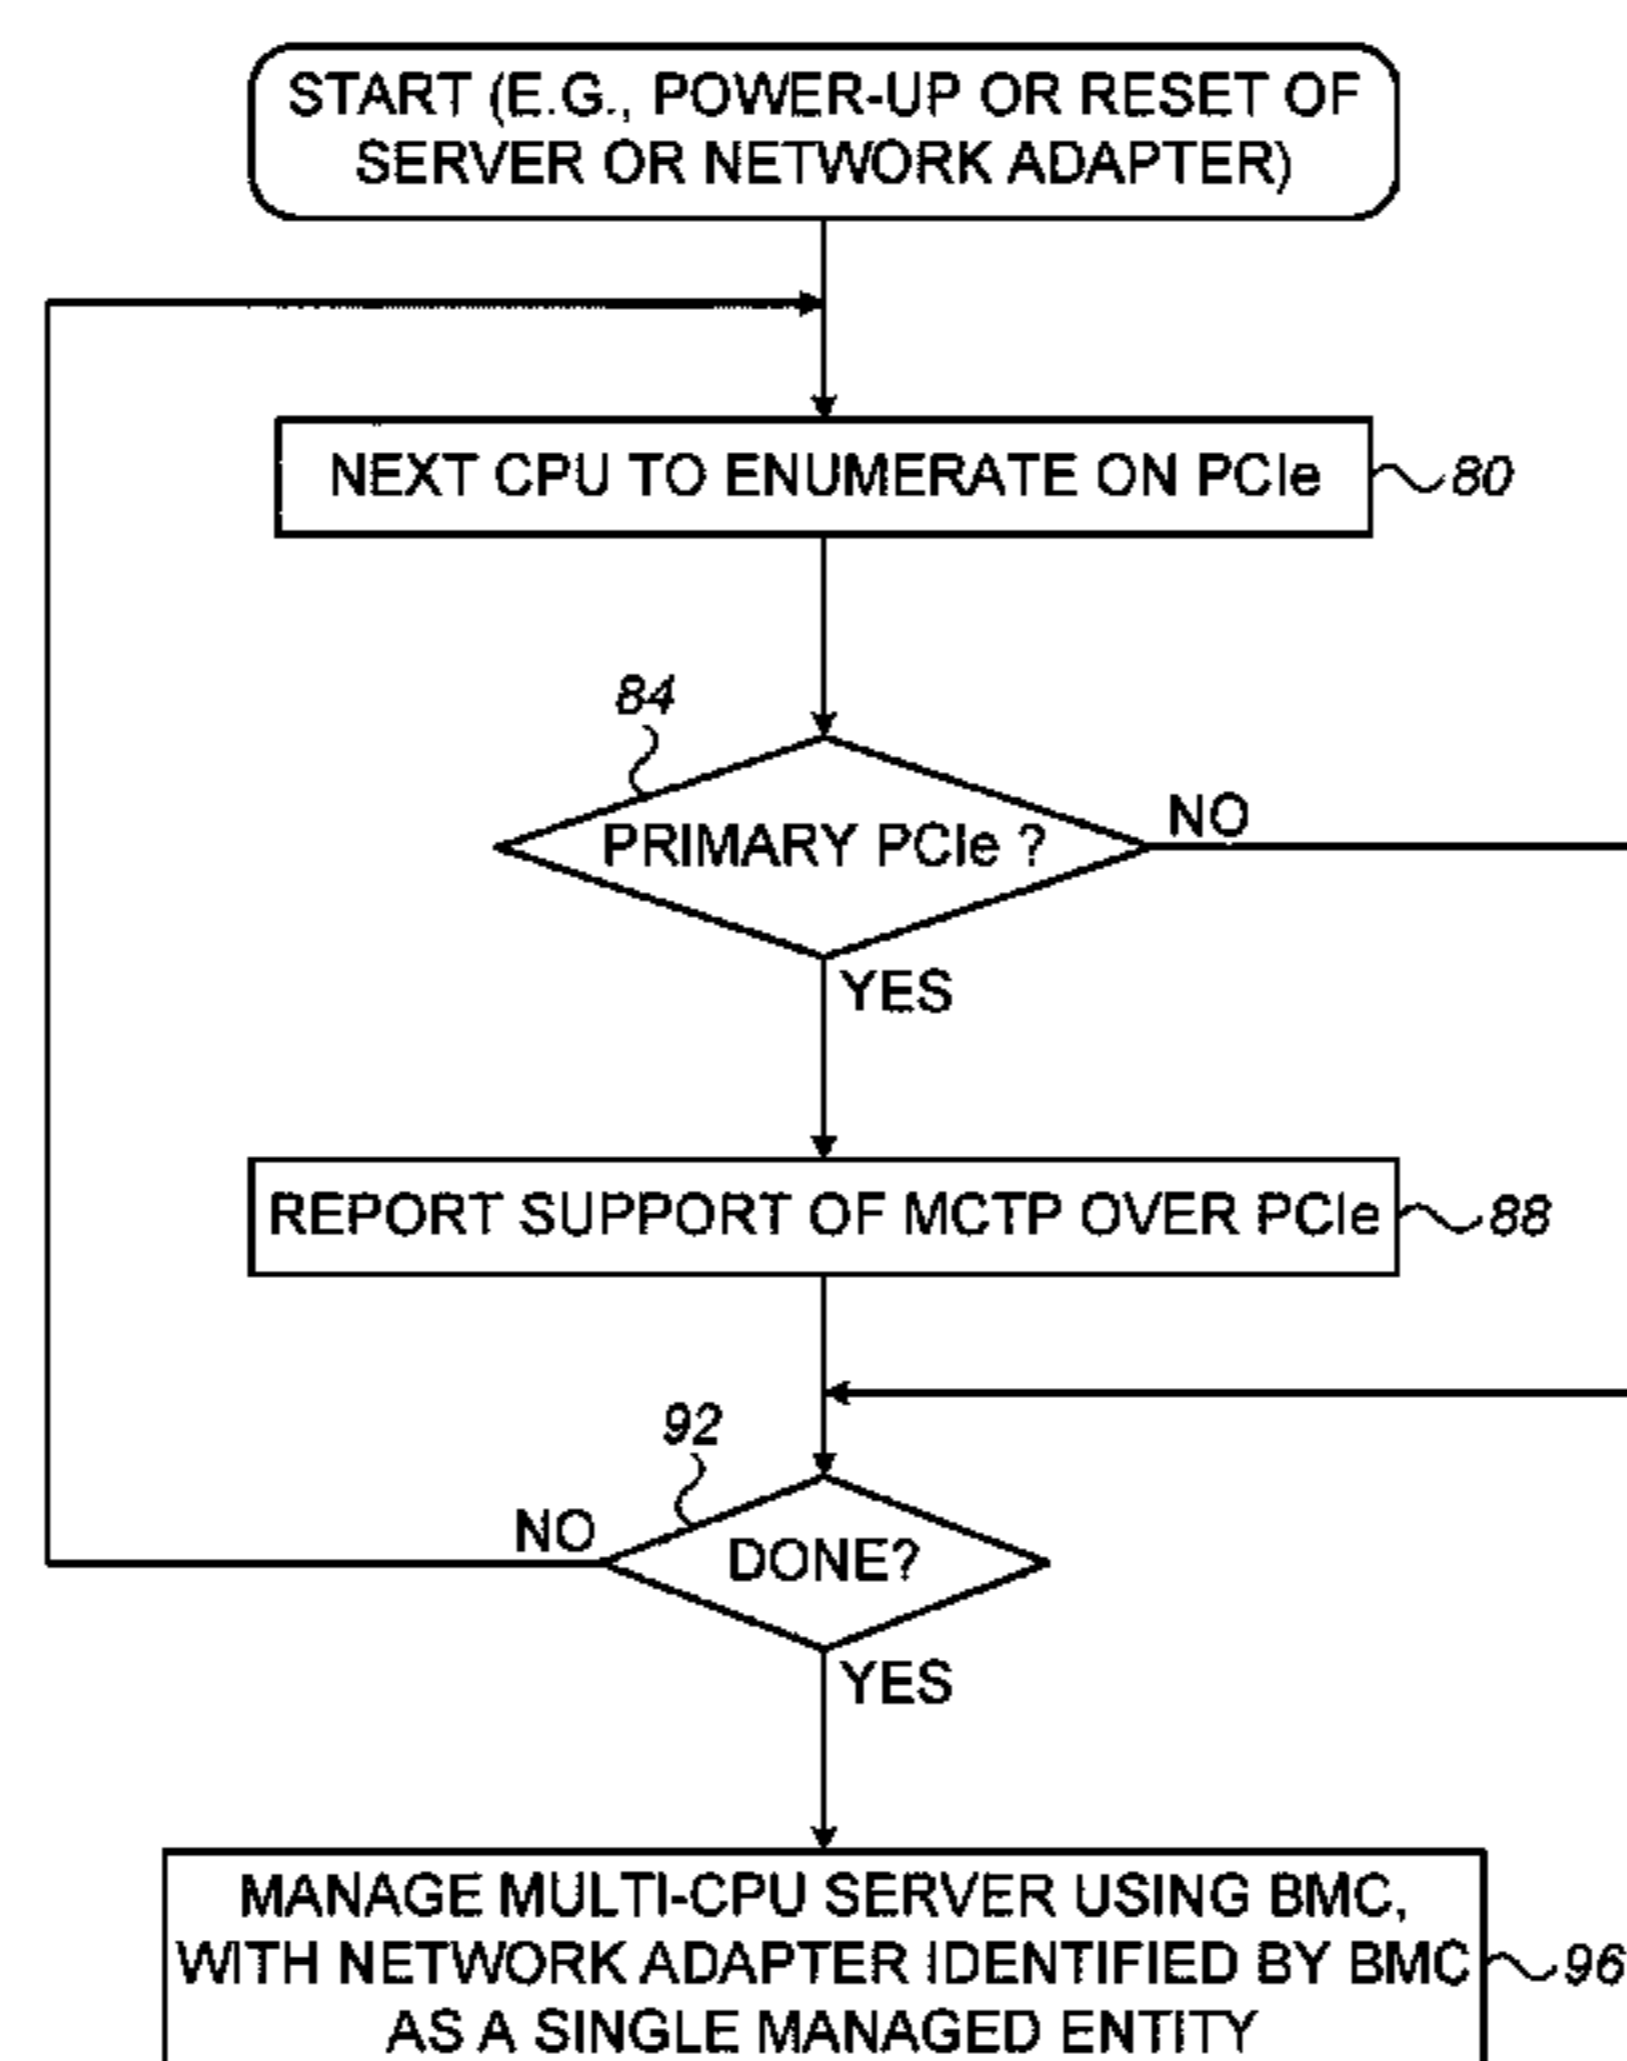 START (E.G., POWER-UP OR RESET OF
SERVER OR NETWORK ADAPTER)
NEXT CPU TO ENUMERATE ON PCIe
80
84
PRIMARY PCIe ?
NO
YES
REPORT SUPPORT OF MCTP OVER PCIe
88
92
NO
DONE?
YES
MANAGE MULTI-CPU SERVER USING BMC,
WITH NETWORK ADAPTER IDENTIFIED BY BMC
96
AS A SINGLE MANAGED ENTITY